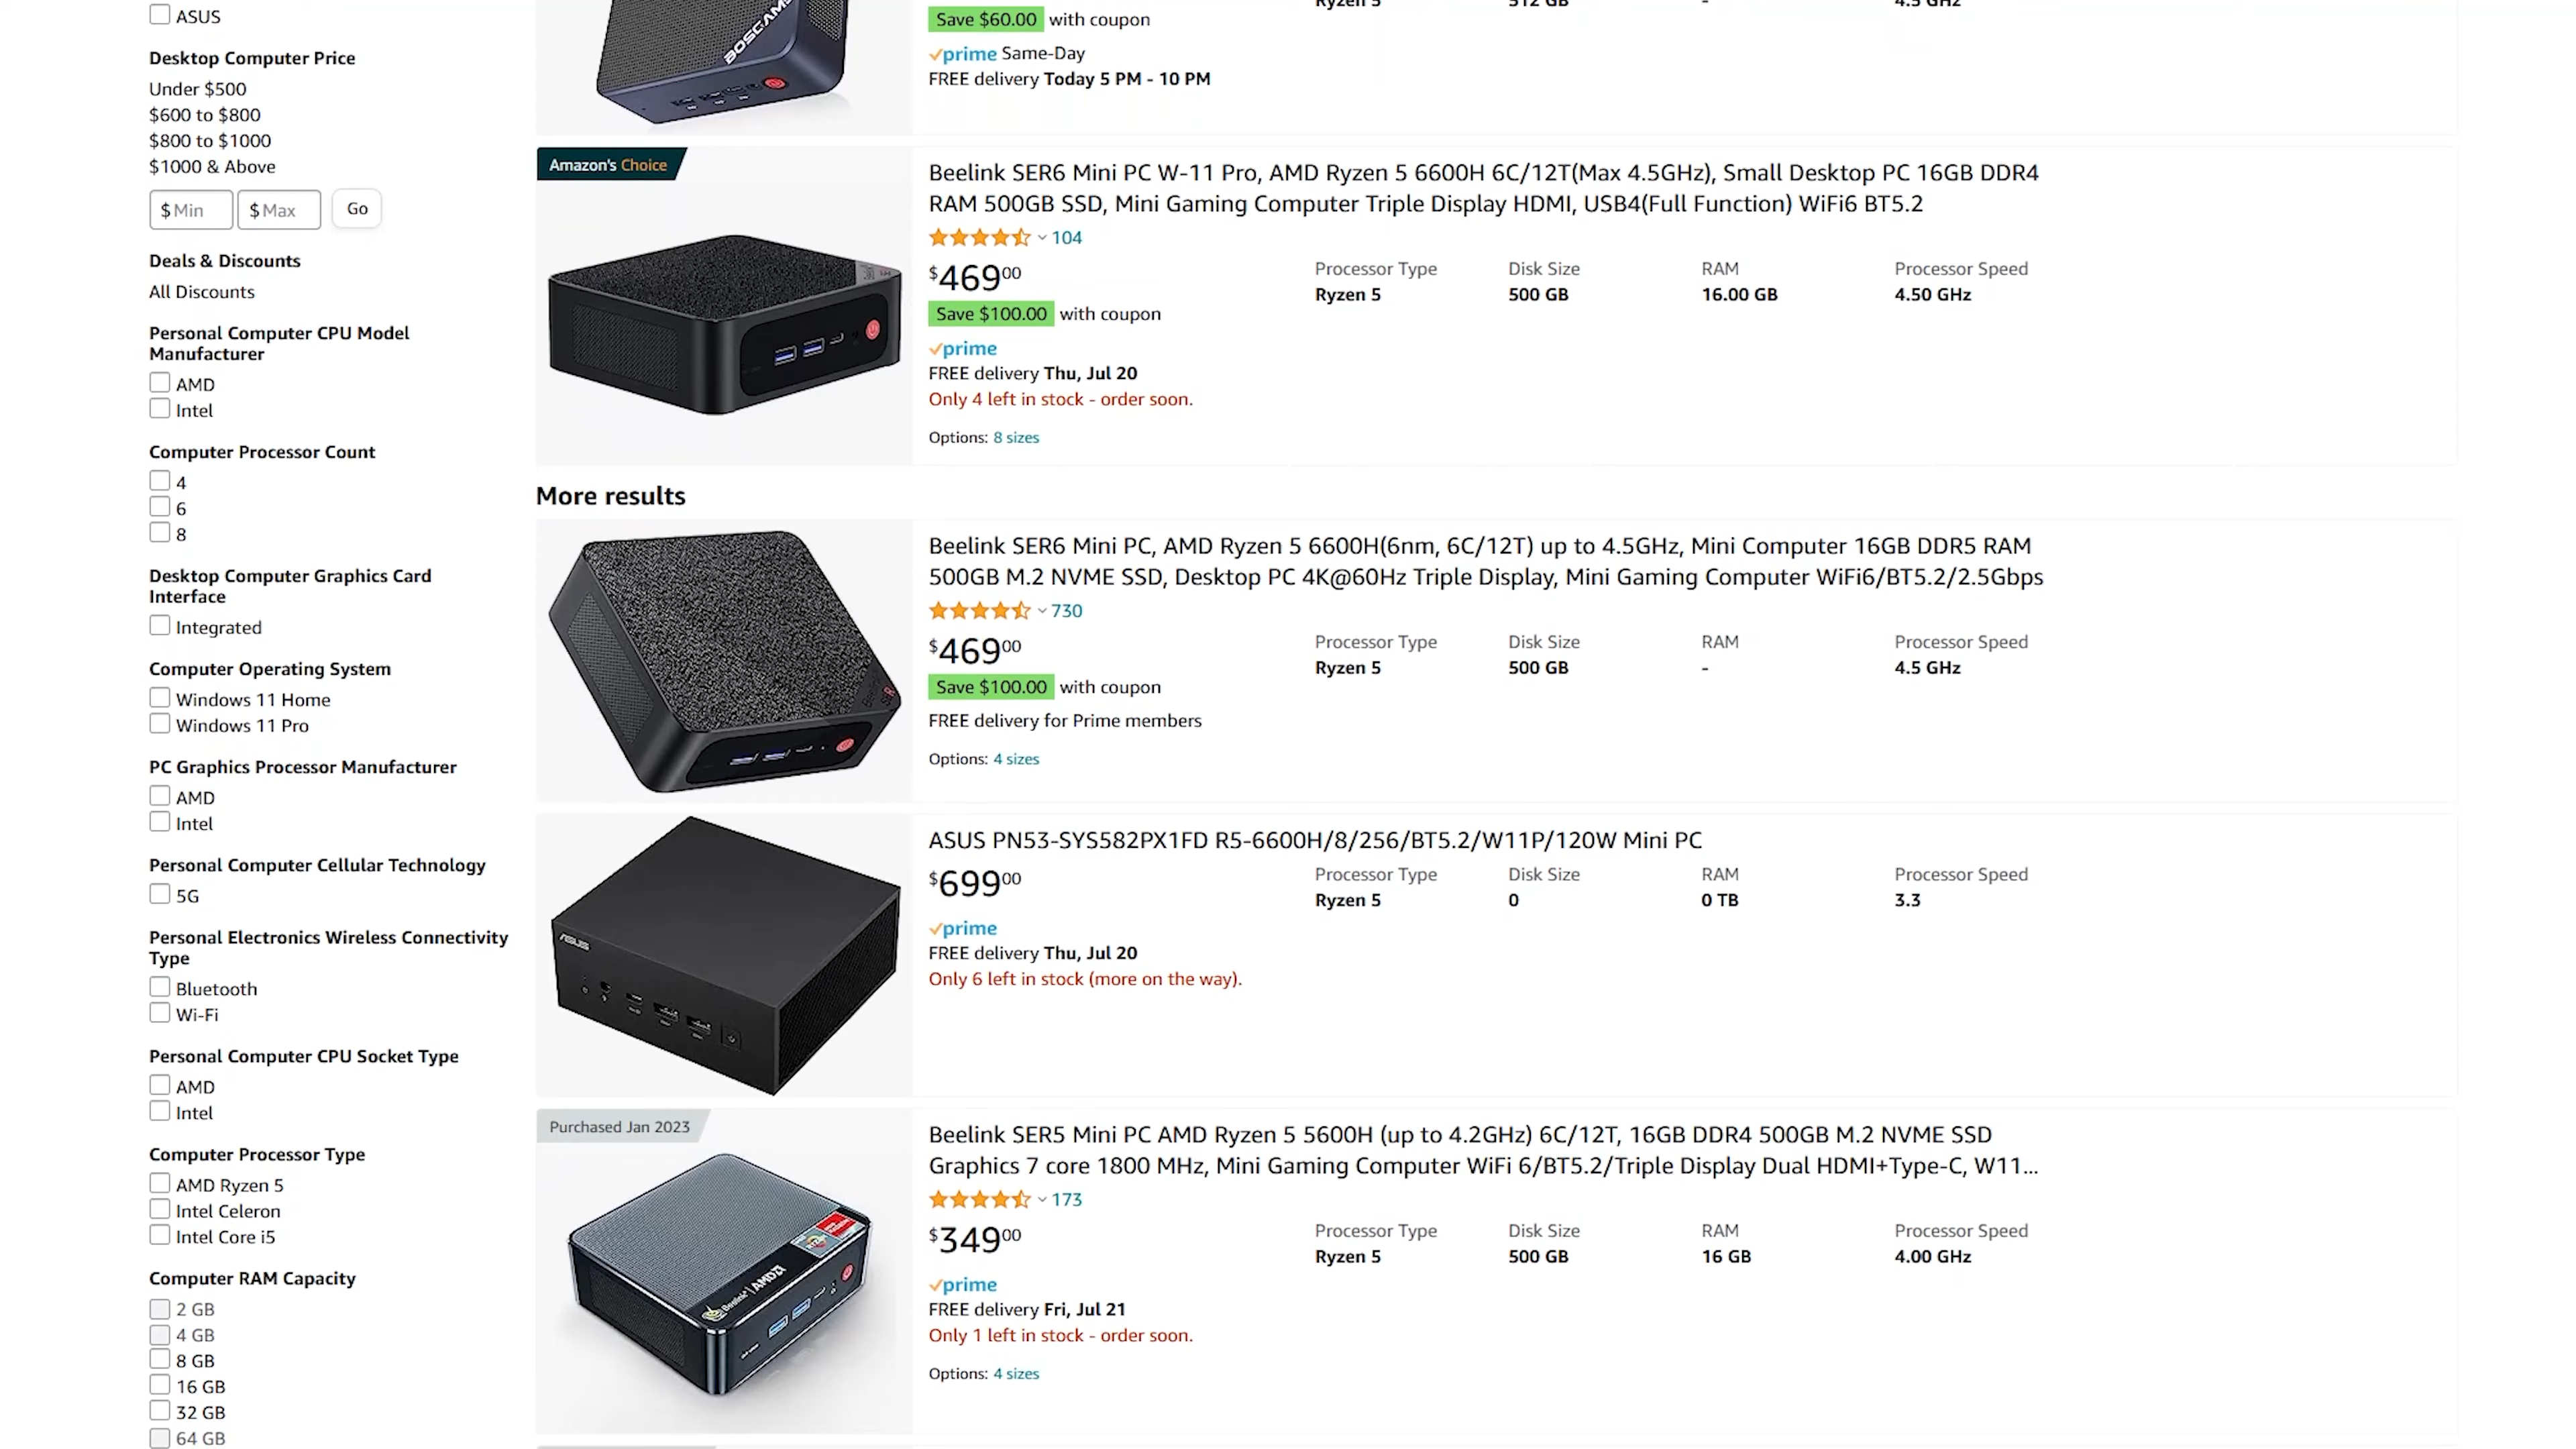 ASUS
Desktop Computer Price
Under $500
$600 to $800
$800 to $1000
$1000 & Above
$ Min $ Max Go
Deals & Discounts
All Discounts
Personal Computer CPU Model
Manufacturer
AMD
Intel
Computer Processor Count
4
6
8
Desktop Computer Graphics Card
Interface
Integrated
Computer Operating System
Windows 11 Home
Windows 11 Pro
PC Graphics Processor Manufacturer
AMD
Intel
Personal Computer Cellular Technology
5G
Personal Electronics Wireless Connectivity
Type
Bluetooth
Wi-Fi
Personal Computer CPU Socket Type
AMD
Intel
Computer Processor Type
AMD Ryzen 5
Intel Celeron
Intel Core i5
Computer RAM Capacity
2 GB
4 GB
8 GB
16 GB
32 GB
64 GB
Ryzen 5 512 GB - 4.5 GHz
Save $60.00 with coupon
prime Same-Day
FREE delivery Today 5 PM - 10 PM
Amazon's Choice
Beelink SER6 Mini PC W-11 Pro, AMD Ryzen 5 6600H 6C/12T(Max 4.5GHz), Small Desktop PC 16GB DDR4
RAM 500GB SSD, Mini Gaming Computer Triple Display HDMI, USB4(Full Function) WiFi6 BT5.2
104
$469 00
Processor Type Disk Size RAM Processor Speed
Ryzen 5 500 GB 16.00 GB 4.50 GHz
Save $100.00 with coupon
prime
FREE delivery Thu, Jul 20
Only 4 left in stock - order soon.
Options: 8 sizes
More results
Beelink SER6 Mini PC, AMD Ryzen 5 6600H(6nm, 6C/12T) up to 4.5GHz, Mini Computer 16GB DDR5 RAM
500GB M.2 NVME SSD, Desktop PC 4K@60Hz Triple Display, Mini Gaming Computer WiFi6/BT5.2/2.5Gbps
730
$469 00
Processor Type Disk Size RAM Processor Speed
Ryzen 5 500 GB - 4.5 GHz
Save $100.00 with coupon
FREE delivery for Prime members
Options: 4 sizes
ASUS
ASUS PN53-SYS582PX1FD R5-6600H/8/256/BT5.2/W11P/120W Mini PC
$699 00
Processor Type Disk Size RAM Processor Speed
Ryzen 5 0 0 TB 3.3
prime
FREE delivery Thu, Jul 20
Only 6 left in stock (more on the way).
Purchased Jan 2023
Beelink AMD
Beelink SER5 Mini PC AMD Ryzen 5 5600H (up to 4.2GHz) 6C/12T, 16GB DDR4 500GB M.2 NVME SSD
Graphics 7 core 1800 MHz, Mini Gaming Computer WiFi 6/BT5.2/Triple Display Dual HDMI+Type-C, W11...
173
$349 00
Processor Type Disk Size RAM Processor Speed
Ryzen 5 500 GB 16 GB 4.00 GHz
prime
FREE delivery Fri, Jul 21
Only 1 left in stock - order soon.
Options: 4 sizes